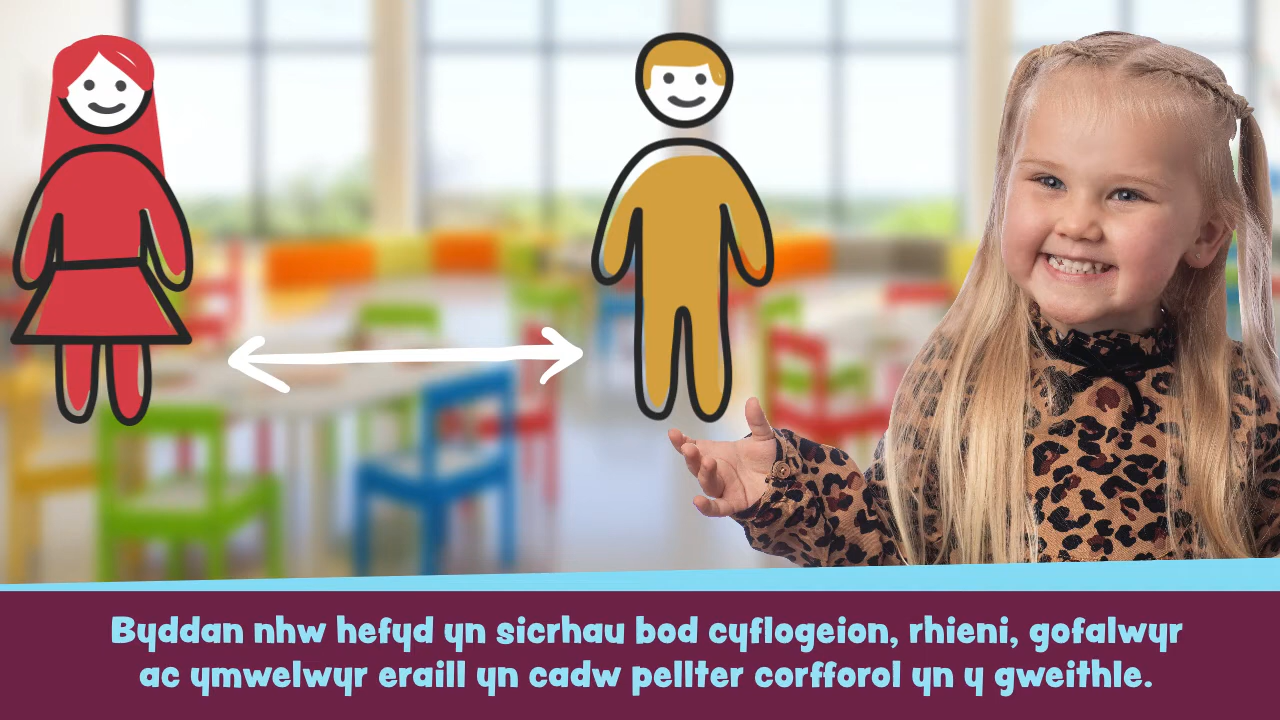 Byddan nhw hefyd yn sicrhau bod cyflogeion, rhieni, gofalwyr
ac ymwelwyr eraill yn cadw pellter corfforol yn y gweithle.